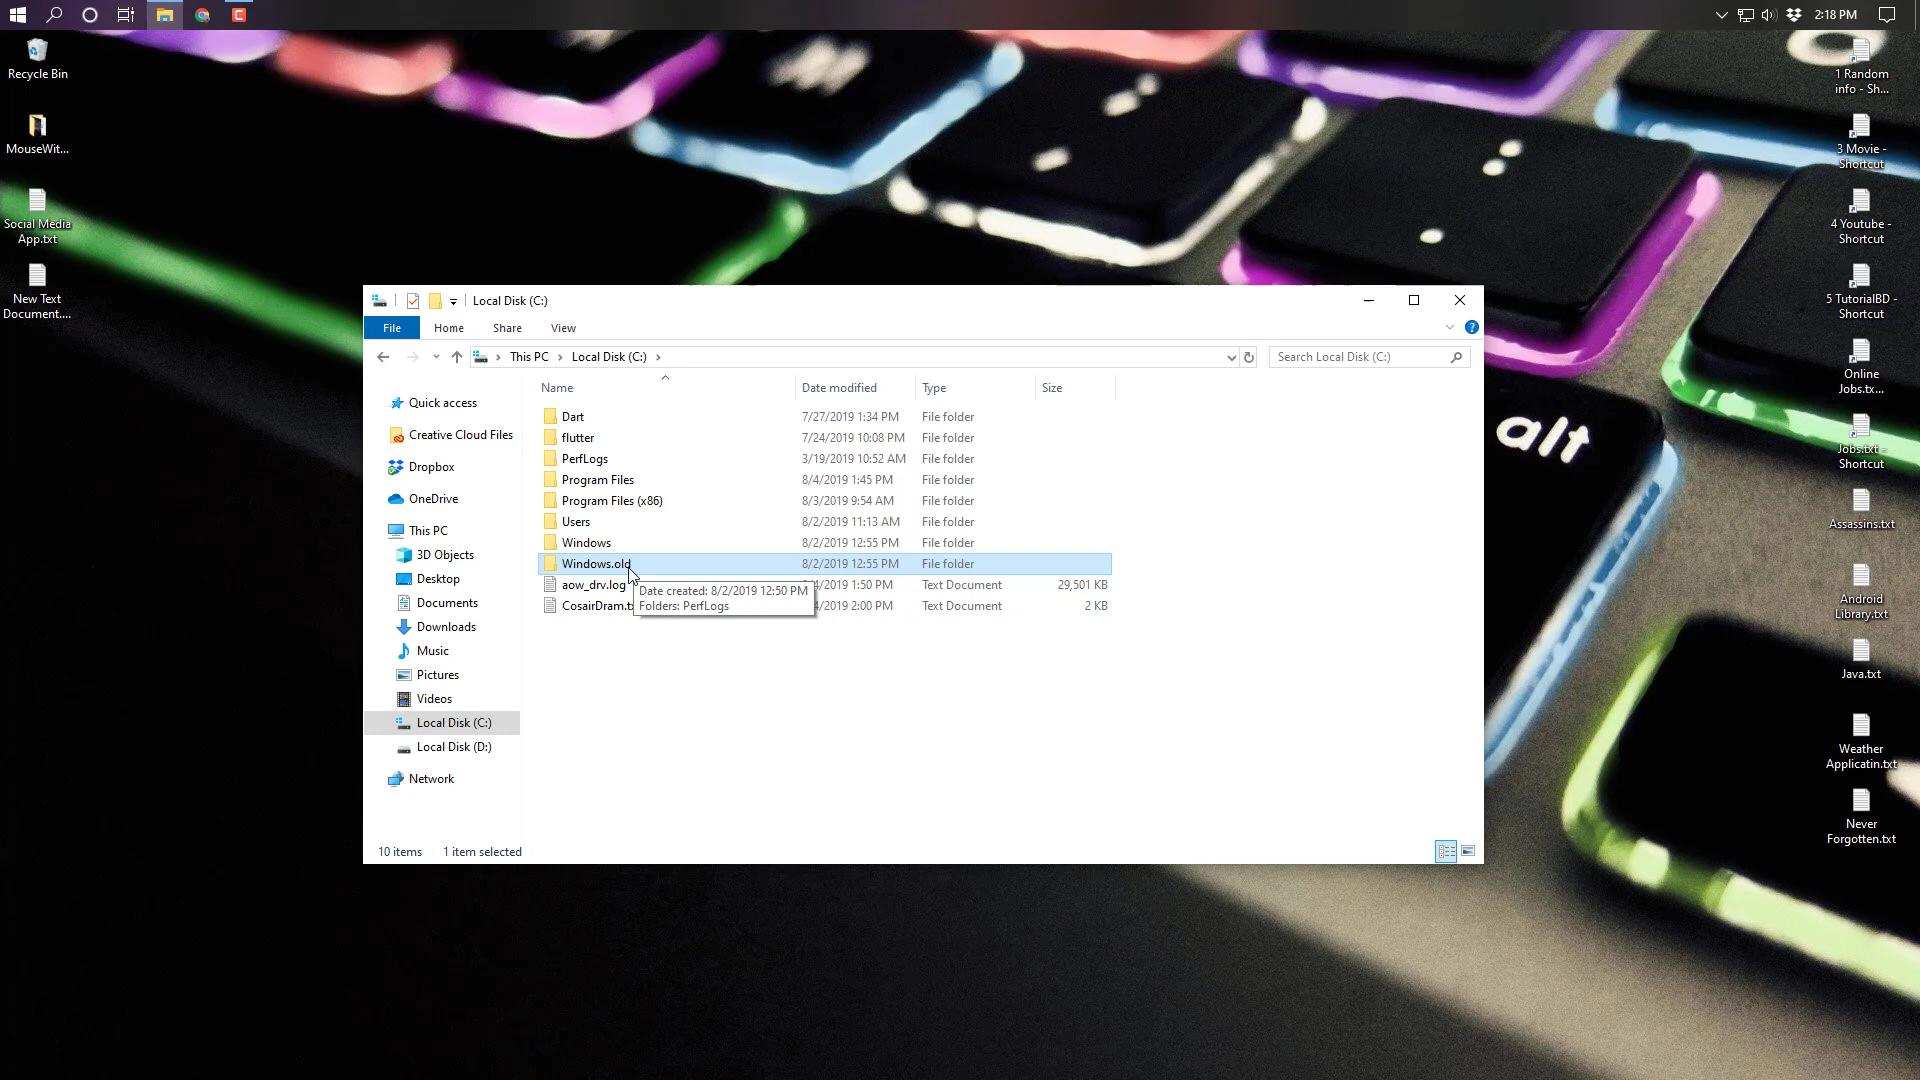 2:18 PM
Recycle Bin
MouseWit...
Social Media
App.txt
New Text
Document....
1 Random
info - Sh...
3 Movie -
Shortcut
4 Youtube -
Shortcut
5 TutorialBD -
Shortcut
Online
Jobs.tx...
Jobs.txt -
Shortcut
Assassins.txt
Android
Library.txt
Java.txt
Weather
Applicatin.txt
Never
Forgotten.txt
alt
Local Disk (C:)
File Home Share View
This PC Local Disk (C:)
Search Local Disk (C:)
Quick access
Creative Cloud Files
Dropbox
OneDrive
This PC
3D Objects
Desktop
Documents
Downloads
Music
Pictures
Videos
Local Disk (C:)
Local Disk (D:)
Network
Name Date modified Type Size
Dart 7/27/2019 1:34 PM File folder
flutter 7/24/2019 10:08 PM File folder
PerfLogs 3/19/2019 10:52 AM File folder
Program Files 8/4/2019 1:45 PM File folder
Program Files (x86) 8/3/2019 9:54 AM File folder
Users 8/2/2019 11:13 AM File folder
Windows 8/2/2019 12:55 PM File folder
Windows.old 8/2/2019 12:55 PM File folder
aow_drv.log 4/2019 1:50 PM Text Document 29,501 KB
CosairDram.t 4/2019 2:00 PM Text Document 2 KB
Date created: 8/2/2019 12:50 PM
Folders: PerfLogs
10 items 1 item selected